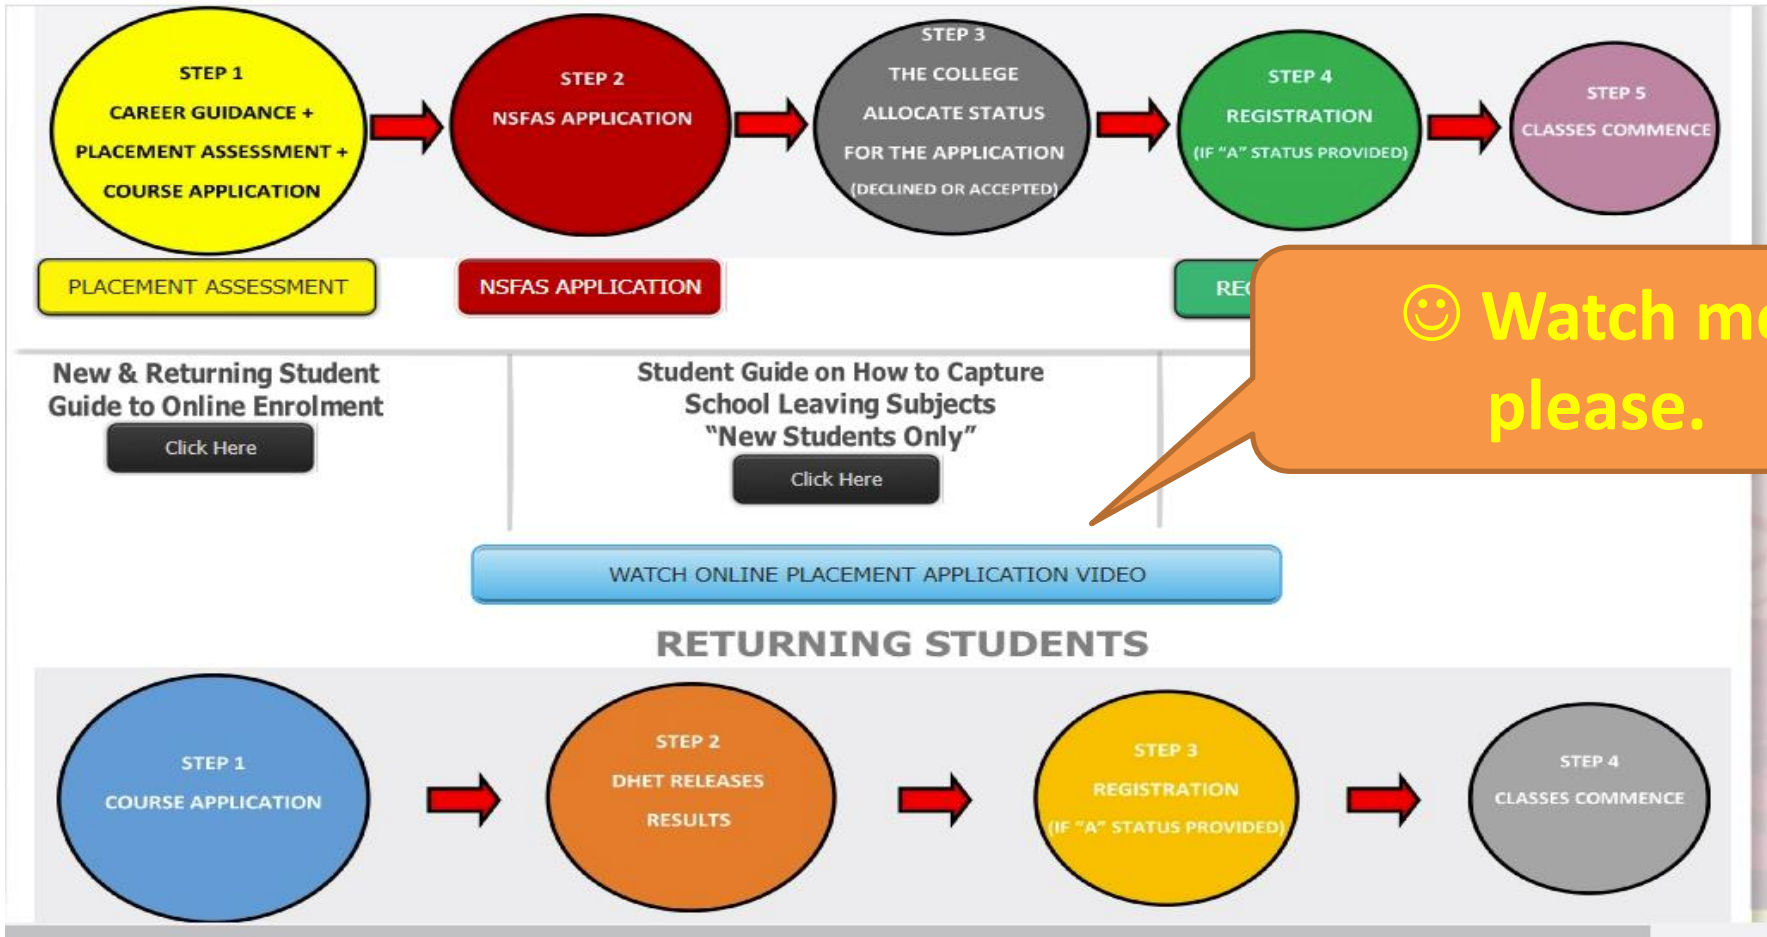 STEP 1
CAREER GUIDANCE +
PLACEMENT ASSESSMENT +
COURSE APPLICATION
STEP 2
NSFAS APPLICATION
STEP 3
THE COLLEGE
ALLOCATE STATUS
FOR THE APPLICATION
(DECLINED OR ACCEPTED)
STEP 4
REGISTRATION
(IF "A" STATUS PROVIDED)
STEP 5
CLASSES COMMENCE
PLACEMENT ASSESSMENT
NSFAS APPLICATION
☺ Watch me
please.
New & Returning Student
Guide to Online Enrolment
Click Here
Student Guide on How to Capture
School Leaving Subjects
“New Students Only”
Click Here
WATCH ONLINE PLACEMENT APPLICATION VIDEO
RETURNING STUDENTS
STEP 1
COURSE APPLICATION
STEP 2
DHET RELEASES
RESULTS
STEP 3
REGISTRATION
(IF "A" STATUS PROVIDED)
STEP 4
CLASSES COMMENCE